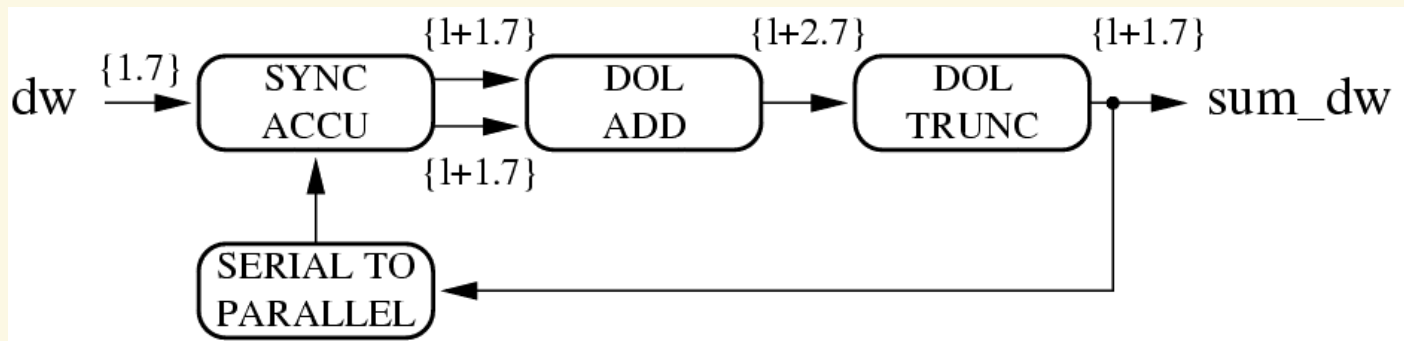 {l+1.7}
{l+2.7}
{l+1.7}
{1.7}
dw
SYNC
ACCU
DOL
ADD
DOL
TRUNC
sum_dw
{l+1.7}
SERIAL TO
PARALLEL